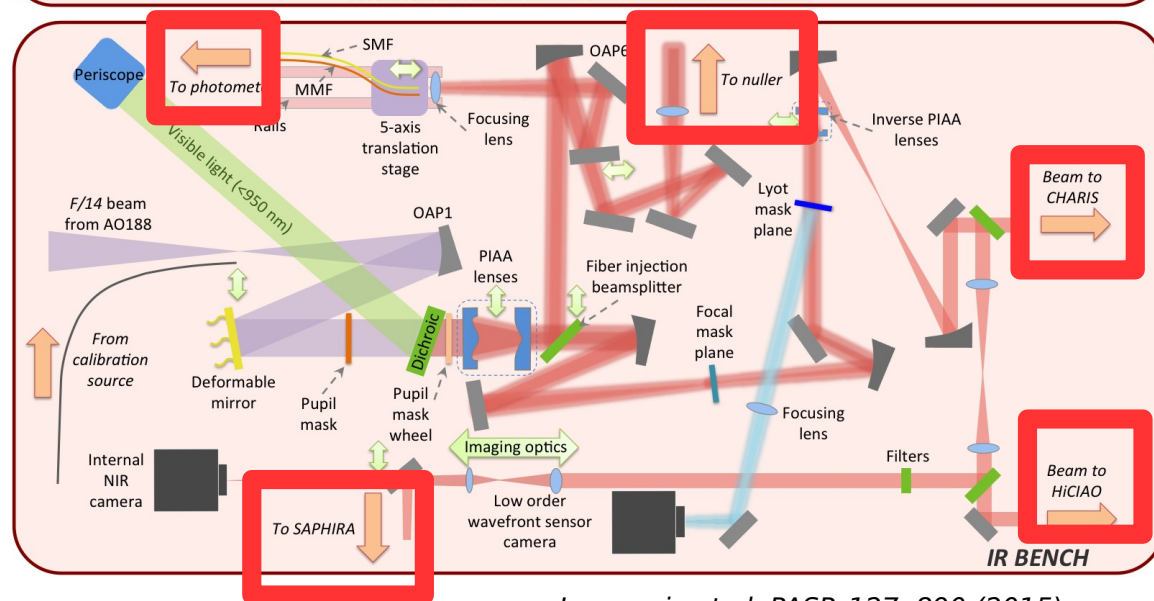 Periscope
To photomet
SMF
MMF
Rails
5-axis
translation
stage
Focusing
lens
OAP6
To nuller
Inverse PIAA
lenses
Beam to
CHARIS
Visible light (<950 nm)
F/14 beam
from AO188
OAP1
PIAA
lenses
Fiber injection
beamsplitter
Lyot
mask
plane
Focal
mask
plane
From
calibration
source
Deformable
mirror
Pupil
mask
Dichroic
Pupil
mask
wheel
Focusing
lens
Imaging optics
Internal
NIR
camera
To SAPHIRA
Low order
wavefront sensor
camera
Filters
Beam to
HiCIAO
IR BENCH
(2015)